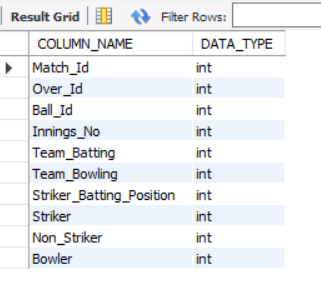 Result Grid Filter Rows:
COLUMN_NAME DATA_TYPE
Match_Id int
Over_Id int
Ball_Id int
Innings_No int
Team_Batting int
Team_Bowling int
Striker_Batting_Position int
Striker int
Non_Striker int
Bowler int